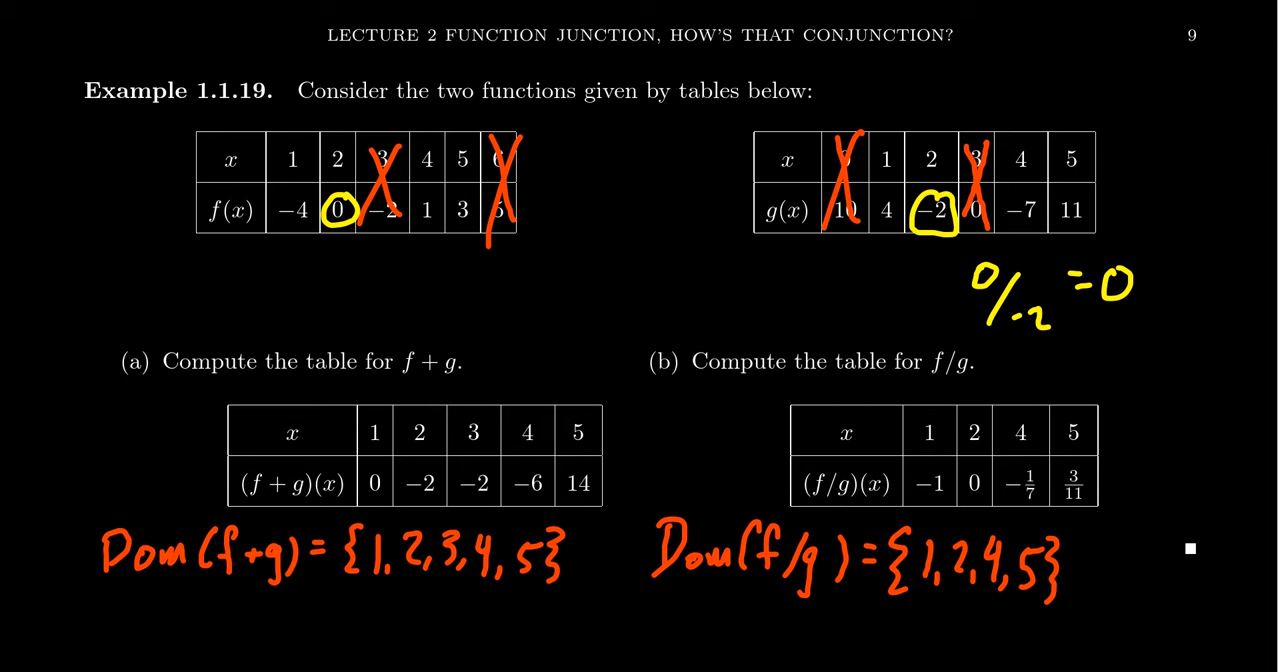 LECTURE 2 FUNCTION JUNCTION, HOW'S THAT CONJUNCTION? 9
Example 1.1.19. Consider the two functions given by tables below:
x 1 2 3 4 5 6
f(x) −4 0 −2 1 3 5
x 0 1 2 3 4 5
g(x) 10 4 −2 0 −7 11
0/-2 = 0
(a) Compute the table for f + g.
x 1 2 3 4 5
(f + g)(x) 0 −2 −2 −6 14
Dom(f+g) = {1, 2, 3, 4, 5}
(b) Compute the table for f/g.
x 1 2 4 5
(f/g)(x) −1 0 −1/7 3/11
Dom(f/g) = {1, 2, 4, 5}